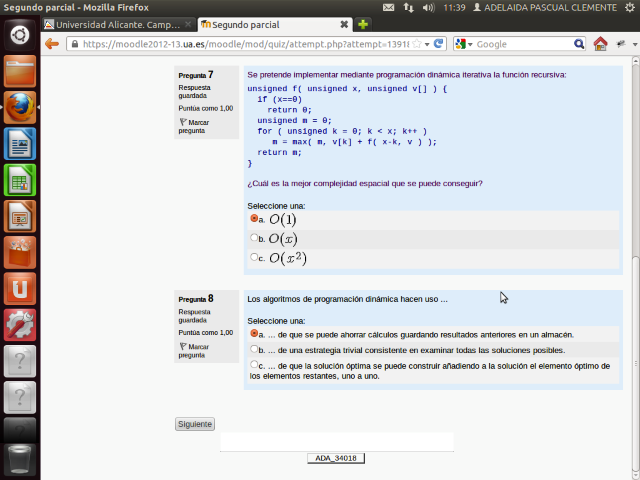 Segundo parcial - Mozilla Firefox
11:39
ADELAIDA PASCUAL CLEMENTE
Universidad Alicante. Camp...
Segundo parcial
https://moodle2012-13.ua.es/moodle/mod/quiz/attempt.php?attempt=13918
Google
Pregunta 7
Respuesta
guardada
Puntúa como 1,00
Marcar
pregunta
Se pretende implementar mediante programación dinámica iterativa la función recursiva:
unsigned f( unsigned x, unsigned v[] ) {
if (x==0)
return 0;
unsigned m = 0;
for ( unsigned k = 0; k < x; k++ )
m = max( m, v[k] + f( x-k, v ) );
return m;
}
¿Cuál es la mejor complejidad espacial que se puede conseguir?
Seleccione una:
a. O(1)
b. O(x)
c. O(x²)
Pregunta 8
Respuesta
guardada
Puntúa como 1,00
Marcar
pregunta
Los algoritmos de programación dinámica hacen uso ...
Seleccione una:
a. ... de que se puede ahorrar cálculos guardando resultados anteriores en un almacén.
b. ... de una estrategia trivial consistente en examinar todas las soluciones posibles.
c. ... de que la solución óptima se puede construir añadiendo a la solución el elemento óptimo de
los elementos restantes, uno a uno.
Siguiente
ADA_34018